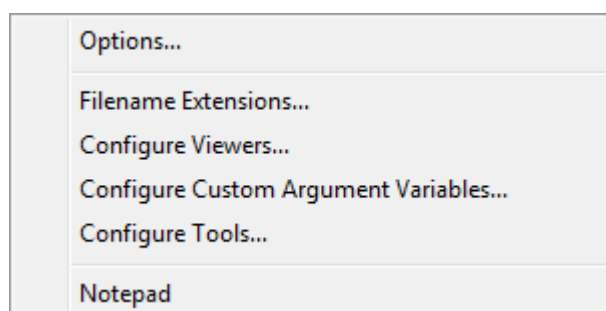 Options...
Filename Extensions...
Configure Viewers...
Configure Custom Argument Variables...
Configure Tools...
Notepad